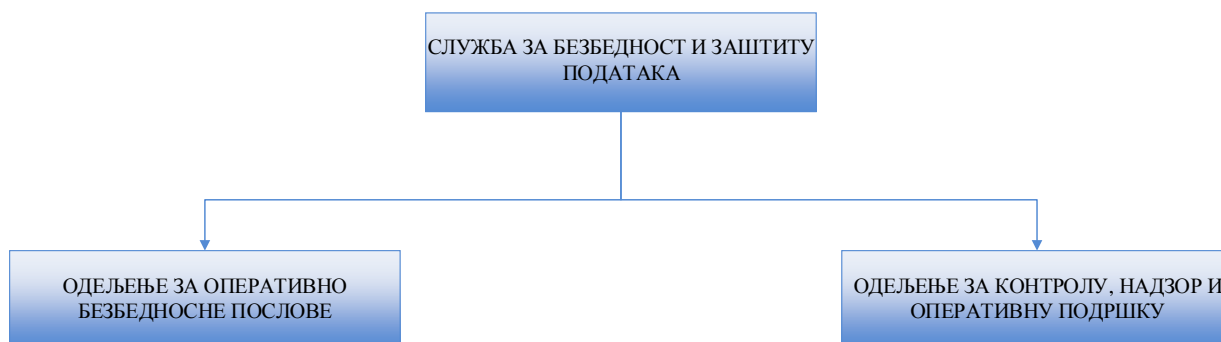 СЛУЖБА ЗА БЕЗБЕДНОСТ И ЗАШТИТУ
ПОДАТАКА
ОДЕЉЕЊЕ ЗА ОПЕРАТИВНО
БЕЗБЕДНОСНЕ ПОСЛОВЕ
ОДЕЉЕЊЕ ЗА КОНТРОЛУ, НАДЗОР И
ОПЕРАТИВНУ ПОДРШКУ